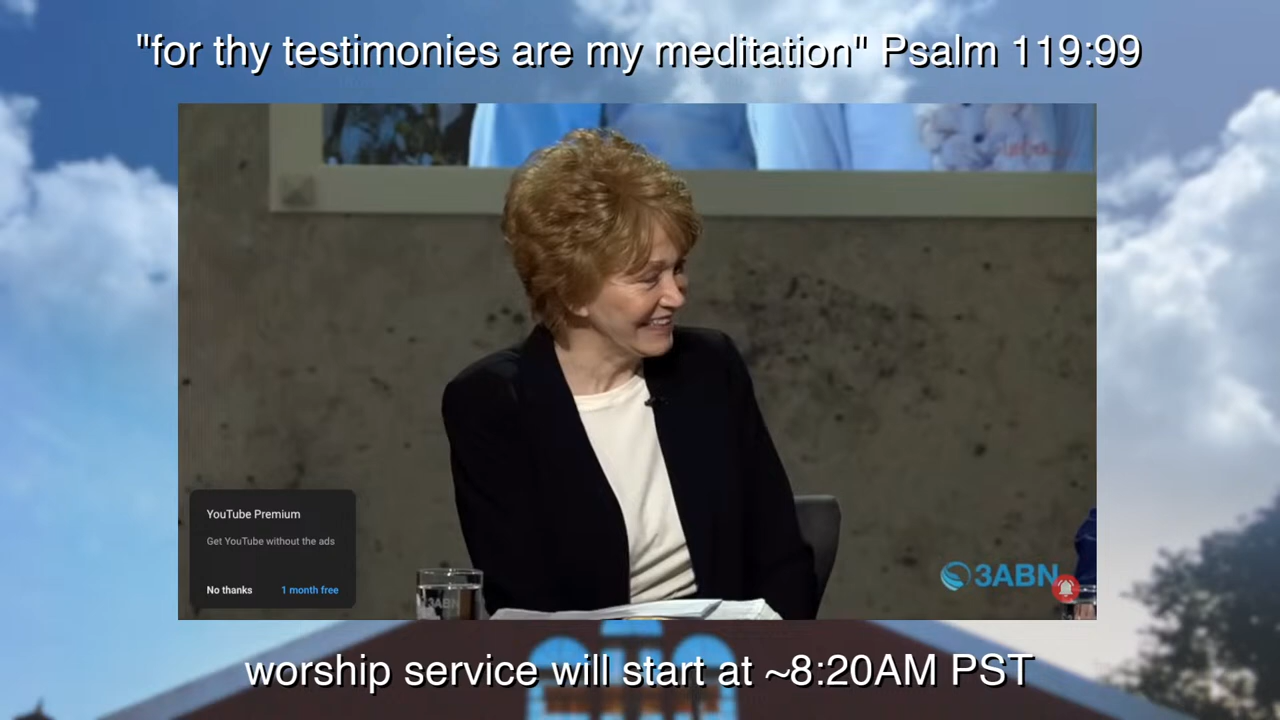 "for thy testimonies are my meditation" Psalm 119:99
YouTube Premium
Get YouTube without the ads
No thanks 1 month free
3ABN
3ABN
worship service will start at ~8:20AM PST